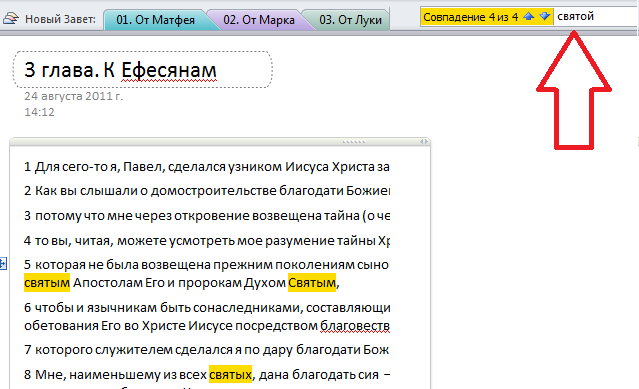 Новый Завет: 01. От Матфея 02. От Марка 03. От Луки Совпадение 4 из 4 святой
3 глава. К Ефесянам
24 августа 2011 г.
14:12
1 Для сего-то я, Павел, сделался узником Иисуса Христа за
2 Как вы слышали о домостроительстве благодати Божией
3 потому что мне через откровение возвещена тайна (о че
4 то вы, читая, можете усмотреть мое разумение тайны Хр
5 которая не была возвещена прежним поколениям сыно
святым Апостолам Его и пророкам Духом Святым,
6 чтобы и язычникам быть сонаследниками, составляющи
обетования Его во Христе Иисусе посредством благовеств
7 которого служителем сделался я по дару благодати Бож
8 Мне, наименьшему из всех святых, дана благодать сия –